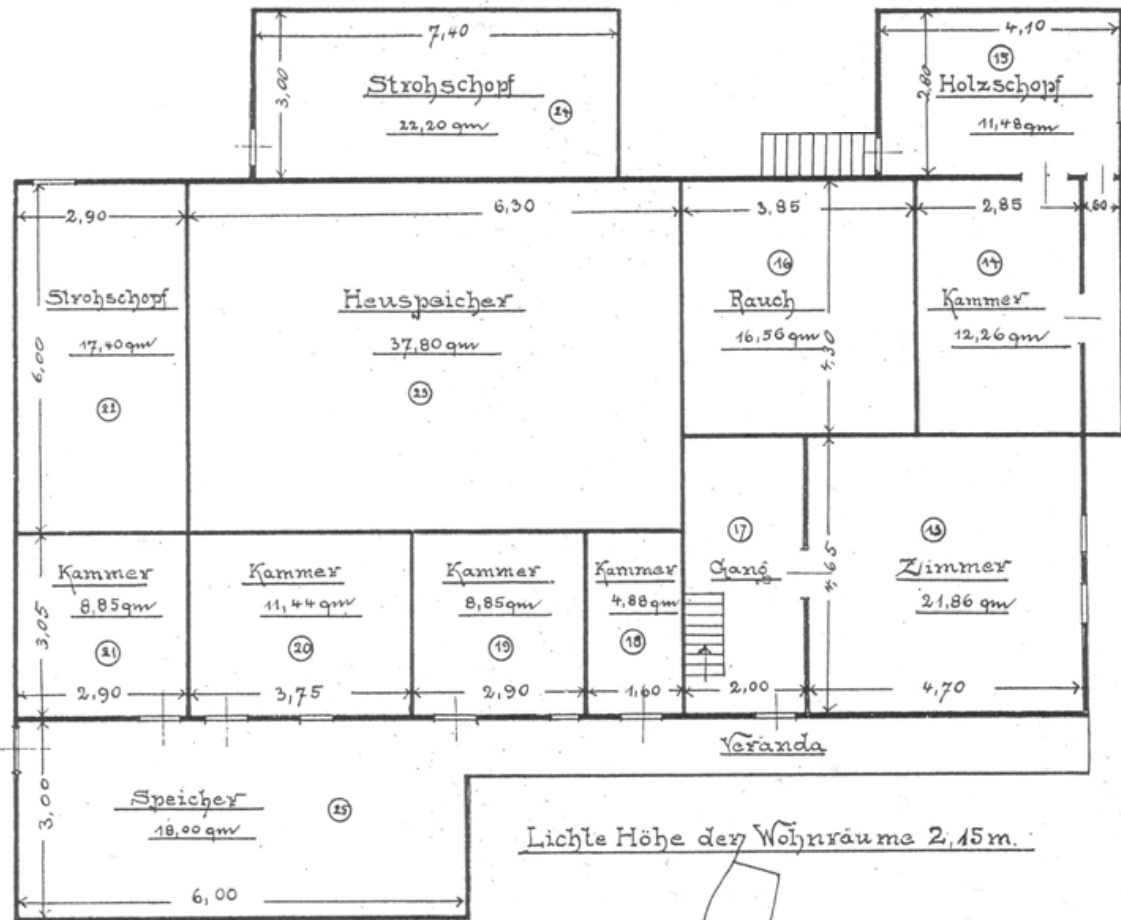 7,40
3,00
Strohschopf
22,20 qm
24
4,10
2,80
15
Holzschopf
11,48 qm
2,90
6,30
3,85
2,85
60
6,00
Strohschopf
17,40 qm
22
Heuspeicher
37,80 qm
23
16
Rauch
16,56 qm
4,30
14
Kammer
12,26 qm
3,05
Kammer
8,85 qm
21
2,90
Kammer
11,44 qm
20
3,75
Kammer
8,85 qm
19
2,90
Kammer
4,88 qm
18
1,60
17
Gang
2,00
4,65
13
Zimmer
21,86 qm
4,70
Veranda
3,00
Speicher
18,00 qm
25
6,00
Lichte Höhe der Wohnräume 2,15 m.